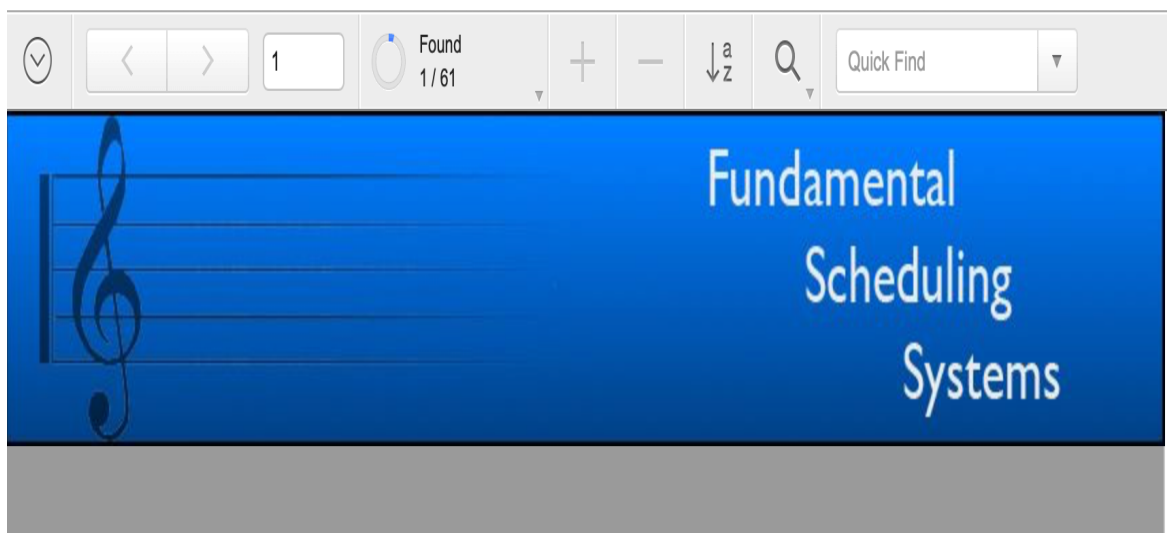 1
Found
1 / 61
a
z
Quick Find
Fundamental
Scheduling
Systems